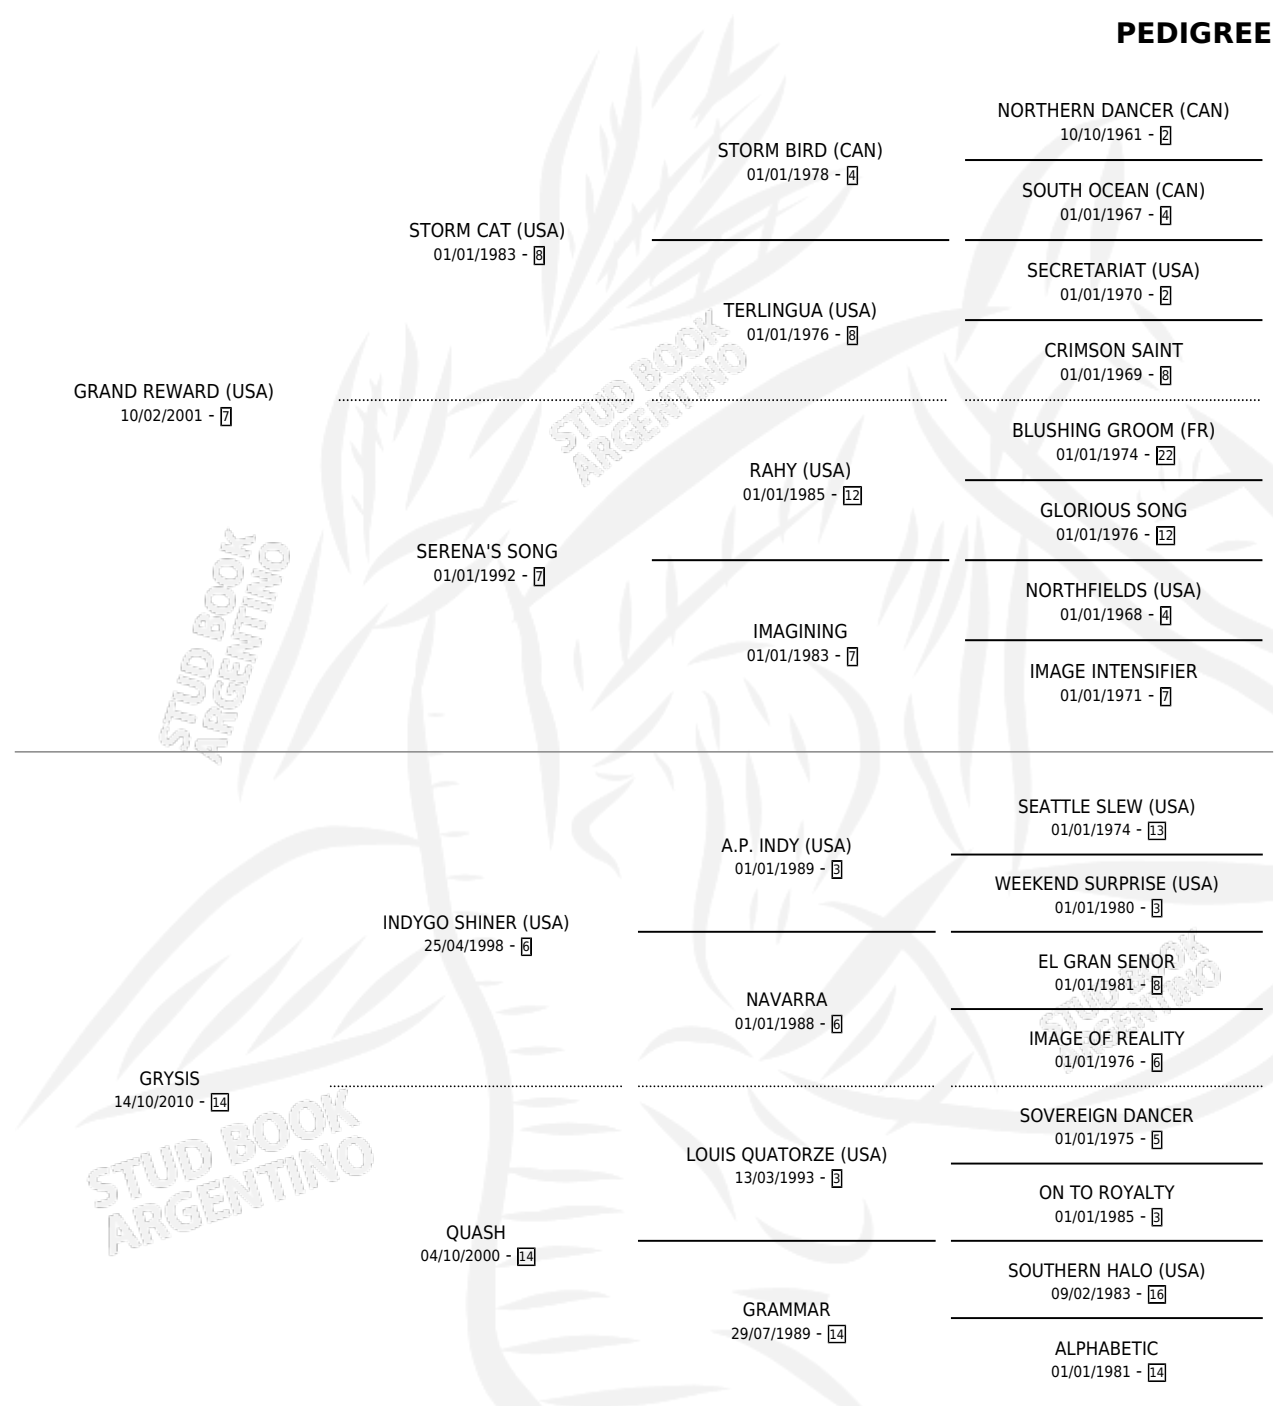 PEDIGREE
NORTHERN DANCER (CAN)
10/10/1961 - 2
STORM BIRD (CAN)
01/01/1978 - 4
SOUTH OCEAN (CAN)
01/01/1967 - 4
STORM CAT (USA)
01/01/1983 - 8
SECRETARIAT (USA)
01/01/1970 - 2
TERLINGUA (USA)
01/01/1976 - 8
CRIMSON SAINT
01/01/1969 - 8
GRAND REWARD (USA)
10/02/2001 - 7
BLUSHING GROOM (FR)
01/01/1974 - 22
RAHY (USA)
01/01/1985 - 12
GLORIOUS SONG
01/01/1976 - 12
SERENA'S SONG
01/01/1992 - 7
NORTHFIELDS (USA)
01/01/1968 - 4
IMAGINING
01/01/1983 - 7
IMAGE INTENSIFIER
01/01/1971 - 7
STUD BOOK
ARGENTINO
STUD BOOK
ARGENTINO
SEATTLE SLEW (USA)
01/01/1974 - 13
A.P. INDY (USA)
01/01/1989 - 3
WEEKEND SURPRISE (USA)
01/01/1980 - 3
INDYGO SHINER (USA)
25/04/1998 - 6
EL GRAN SENOR
01/01/1981 - 8
NAVARRA
01/01/1988 - 6
IMAGE OF REALITY
01/01/1976 - 6
GRYSIS
14/10/2010 - 14
SOVEREIGN DANCER
01/01/1975 - 5
LOUIS QUATORZE (USA)
13/03/1993 - 3
ON TO ROYALTY
01/01/1985 - 3
QUASH
04/10/2000 - 14
SOUTHERN HALO (USA)
09/02/1983 - 16
GRAMMAR
29/07/1989 - 14
ALPHABETIC
01/01/1981 - 14
STUD BOOK
ARGENTINO
STUD BOOK
ARGENTINO